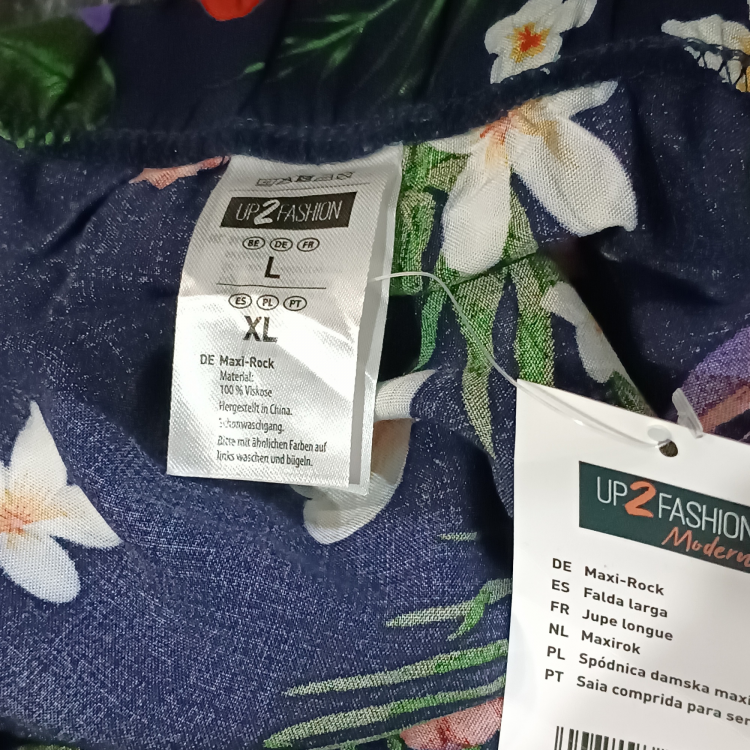 UP2FASHION
BE DE FR
L
ES PL PT
XL
DE Maxi-Rock
Material:
100 % Viskose
Hergestellt in China.
Schonwaschgang.
Bitte mit ähnlichen Farben auf
links waschen und bügeln.
UP2FASHION
Modern
DE Maxi-Rock
ES Falda larga
FR Jupe longue
NL Maxirok
PL Spódnica damska maxi
PT Saia comprida para